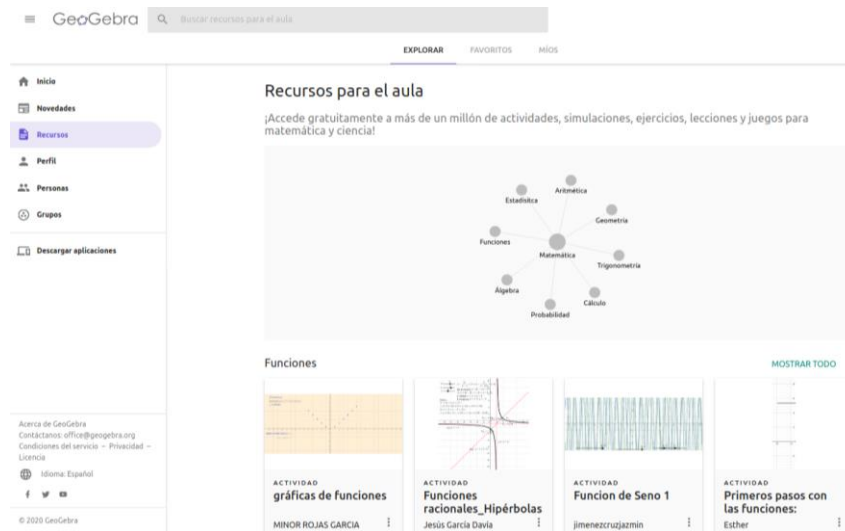 GeoGebra
Buscar recursos para el aula
EXPLORAR FAVORITOS MÍOS
Inicio
Novedades
Recursos
Perfil
Personas
Grupos
Descargar aplicaciones
Acerca de GeoGebra
Contáctanos: office@geogebra.org
Condiciones del servicio – Privacidad –
Licencia
Idioma: Español
© 2020 GeoGebra
Recursos para el aula
¡Accede gratuitamente a más de un millón de actividades, simulaciones, ejercicios, lecciones y juegos para
matemática y ciencia!
Aritmética
Estadísitca
Geometría
Funciones
Matemática
Trigonometría
Álgebra
Cálculo
Probabilidad
Funciones
MOSTRAR TODO
ACTIVIDAD
gráficas de funciones
MINOR ROJAS GARCIA
ACTIVIDAD
Funciones
racionales_Hipérbolas
Jesús García Davia
ACTIVIDAD
Funcion de Seno 1
jimenezcruzjazmin
ACTIVIDAD
Primeros pasos con
las funciones:
Esther